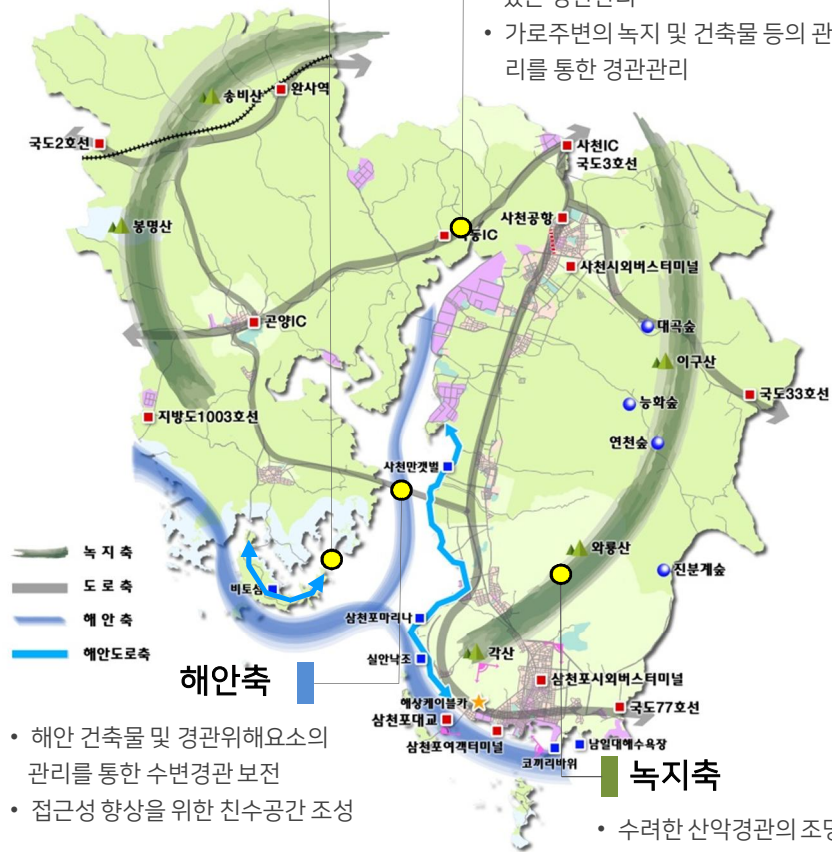 • 가로주변의 녹지 및 건축물 등의 관
리를 통한 경관관리
송비산
완사역
국도2호선
사천IC
국도3호선
봉명산
사천공항
사천시외버스터미널
곤양IC
대곡숲
이구산
국도33호선
능화숲
지방도1003호선
연천숲
사천만갯벌
녹지축
도로축
해안축
해안도로축
와룡산
진분계숲
비토섬
삼천포마리나
실안낙조
각산
해안축
삼천포시외버스터미널
해상케이블카
국도77호선
삼천포대교
삼천포여객터미널
남일대해수욕장
코끼리바위
• 해안 건축물 및 경관위해요소의
관리를 통한 수변경관 보전
• 접근성 향상을 위한 친수공간 조성
녹지축
• 수려한 산악경관의 조망